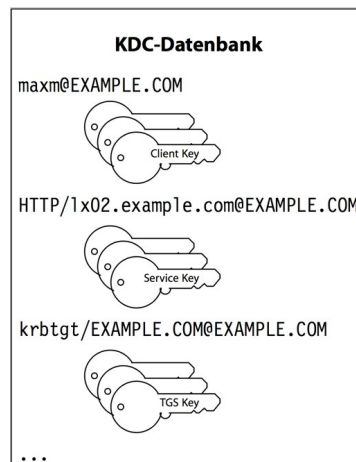 KDC-Datenbank
maxm@EXAMPLE.COM
Client Key
HTTP/lx02.example.com@EXAMPLE.COM
Service Key
krbtgt/EXAMPLE.COM@EXAMPLE.COM
TGS Key
...